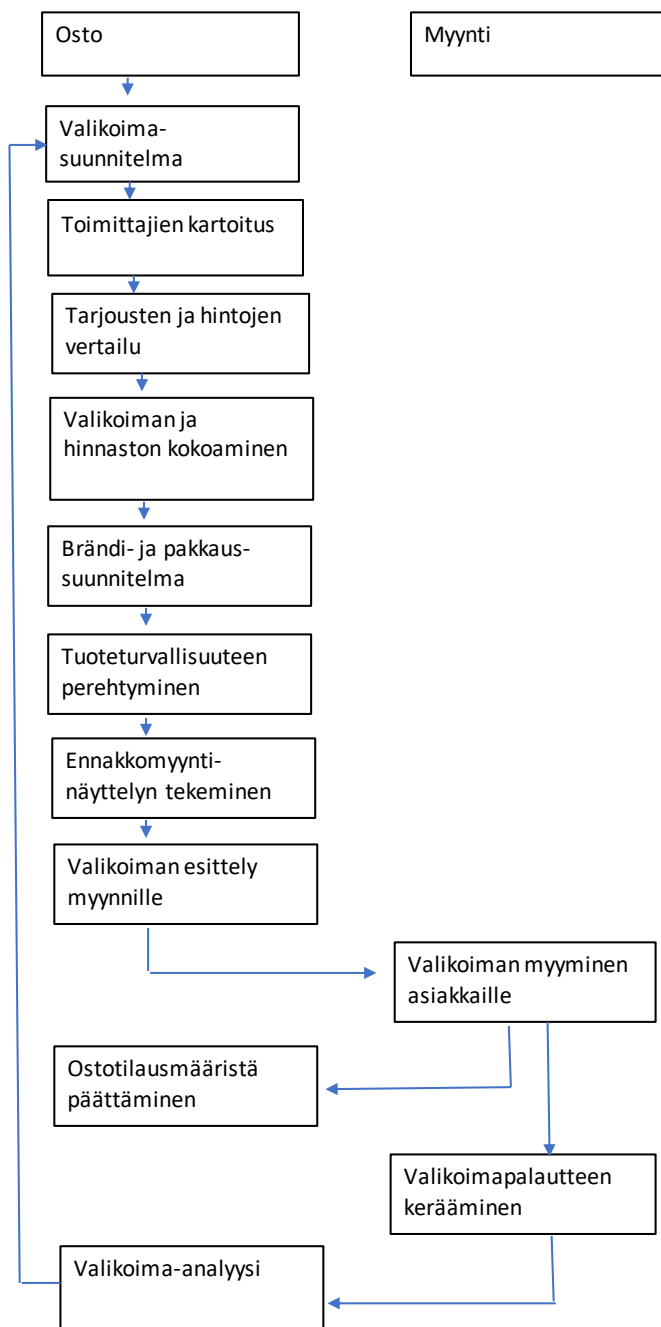 Osto
Myynti
Valikoima-
suunnitelma
Toimittajien kartoitus
Tarjousten ja hintojen
vertailu
Valikoiman ja
hinnaston kokoaminen
Brändi- ja pakkaus-
suunnitelma
Tuoteturvallisuuteen
perehtyminen
Ennakkomyynti-
näyttelyn tekeminen
Valikoiman esittely
myynnille
Valikoiman myyminen
asiakkaille
Ostotilausmääristä
päättäminen
Valikoimapalautteen
kerääminen
Valikoima-analyysi